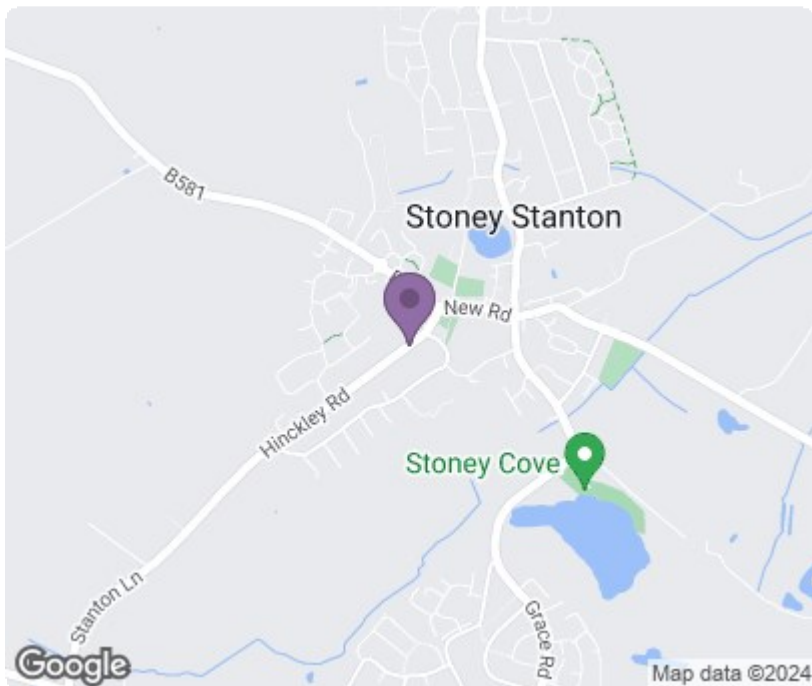 B581
Stoney Stanton
New Rd
Hinckley Rd
Stoney Cove
Stanton Ln
Grace Rd
Google
Map data ©2024